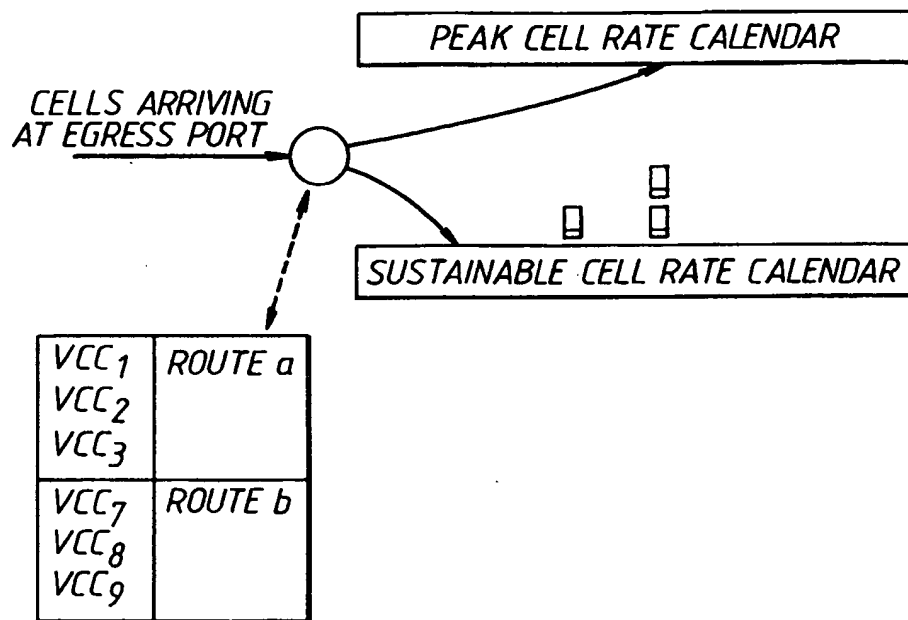 PEAK CELL RATE CALENDAR
CELLS ARRIVING
AT EGRESS PORT
SUSTAINABLE CELL RATE CALENDAR
VCC1 ROUTE a
VCC2
VCC3
VCC7 ROUTE b
VCC8
VCC9